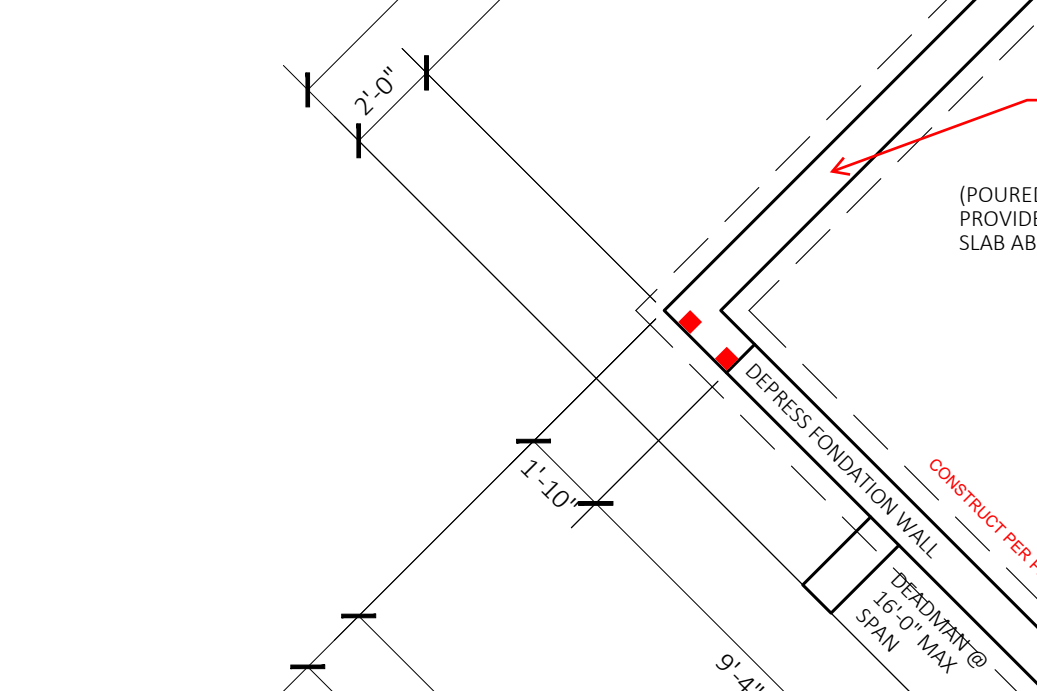 2'-0"
(POURED
PROVIDE
SLAB AB
DEPRESS FONDATION WALL
CONSTRUCT PER
1'-10"
DEADMAN @
16'-0" MAX
SPAN
9'-4"